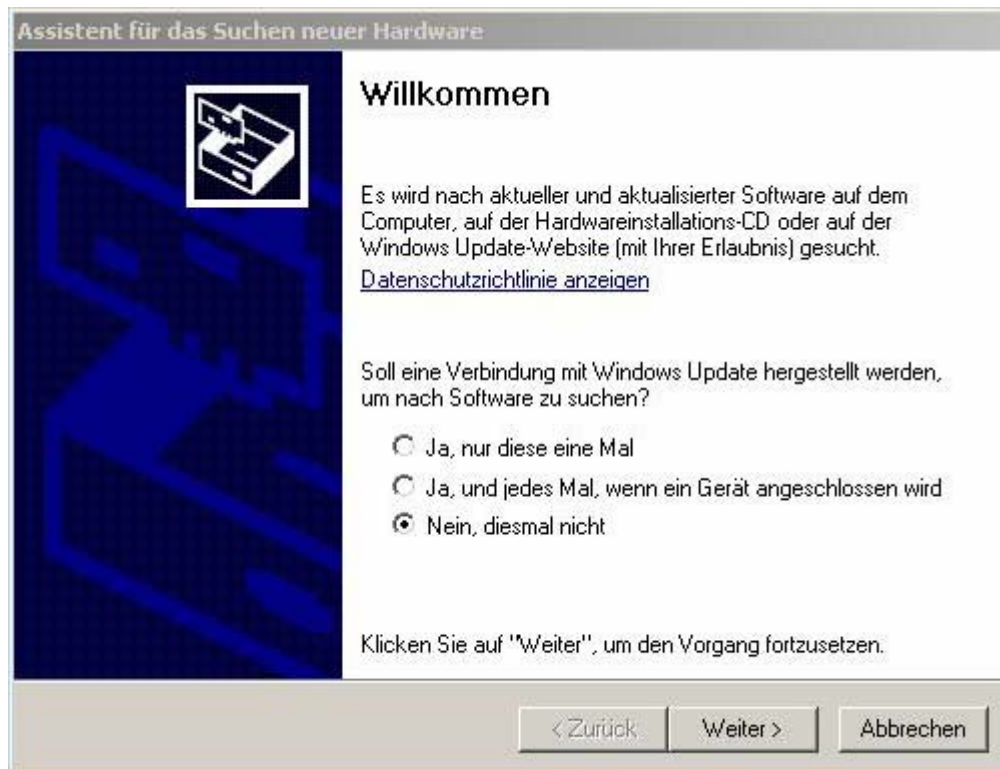 Assistent für das Suchen neuer Hardware
Willkommen
Es wird nach aktueller und aktualisierter Software auf dem
Computer, auf der Hardwareinstallations-CD oder auf der
Windows Update-Website (mit Ihrer Erlaubnis) gesucht.
Datenschutzrichtlinie anzeigen
Soll eine Verbindung mit Windows Update hergestellt werden,
um nach Software zu suchen?
Ja, nur diese eine Mal
Ja, und jedes Mal, wenn ein Gerät angeschlossen wird
Nein, diesmal nicht
Klicken Sie auf "Weiter", um den Vorgang fortzusetzen.
< Zurück Weiter > Abbrechen